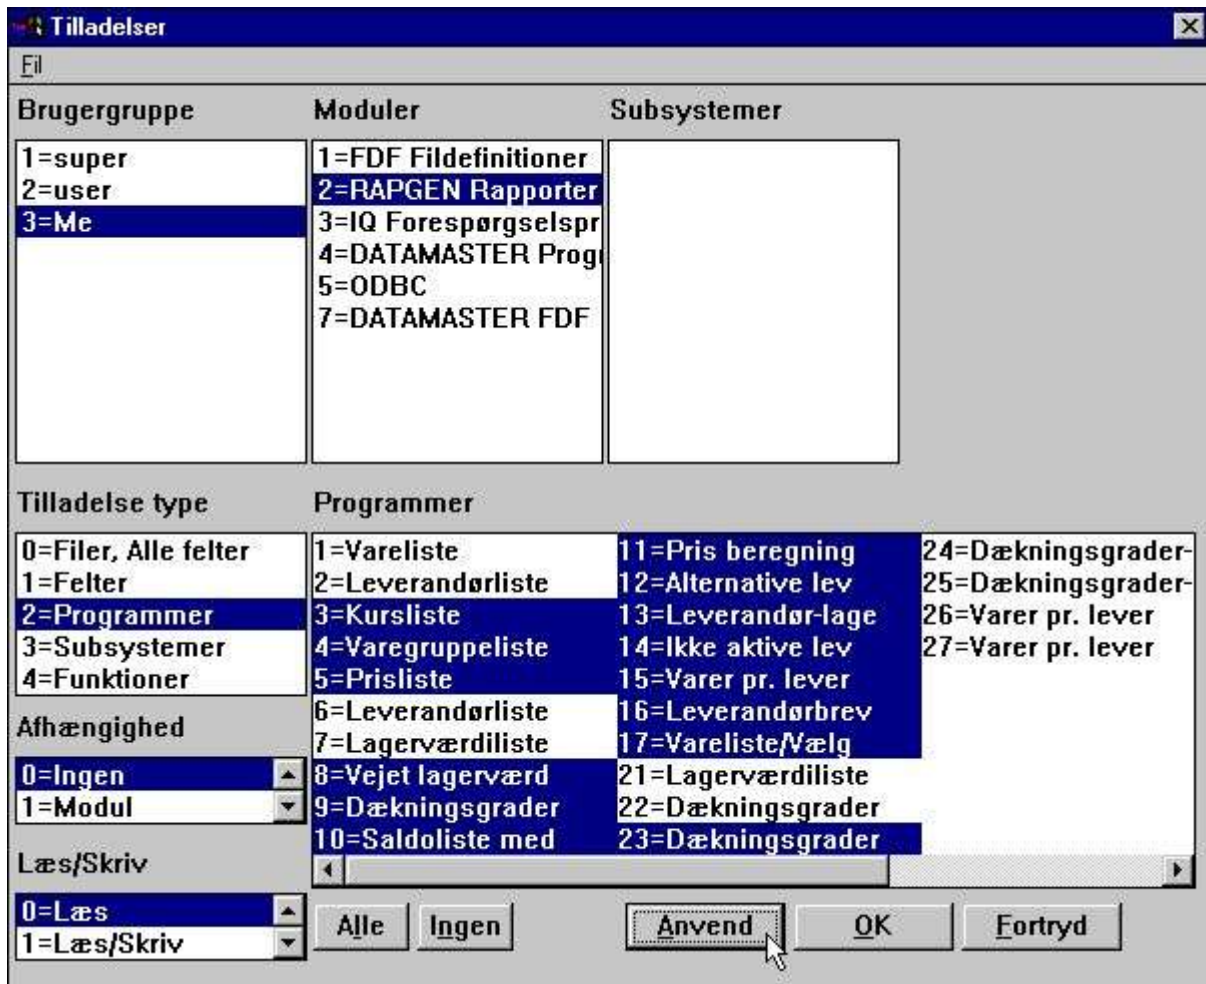 Tilladelser
Fil
Brugergruppe
1=super
2=user
3=Me
Moduler
1=FDF Fildefinitioner
2=RAPGEN Rapporter
3=IQ Forespørgselspr
4=DATAMASTER Prog
5=ODBC
7=DATAMASTER FDF
Subsystemer
Tilladelse type
0=Filer, Alle felter
1=Felter
2=Programmer
3=Subsystemer
4=Funktioner
Afhængighed
0=Ingen
1=Modul
Læs/Skriv
0=Læs
1=Læs/Skriv
Programmer
1=Vareliste
2=Leverandørliste
3=Kursliste
4=Varegruppeliste
5=Prisliste
6=Leverandørliste
7=Lagerværdiliste
8=Vejet lagerværd
9=Dækningsgrader
10=Saldoliste med
11=Pris beregning
12=Alternative lev
13=Leverandør-lage
14=Ikke aktive lev
15=Varer pr. lever
16=Leverandørbrev
17=Vareliste/Vælg
21=Lagerværdiliste
22=Dækningsgrader
23=Dækningsgrader
24=Dækningsgrader-
25=Dækningsgrader-
26=Varer pr. lever
27=Varer pr. lever
Alle
Ingen
Anvend
OK
Fortryd